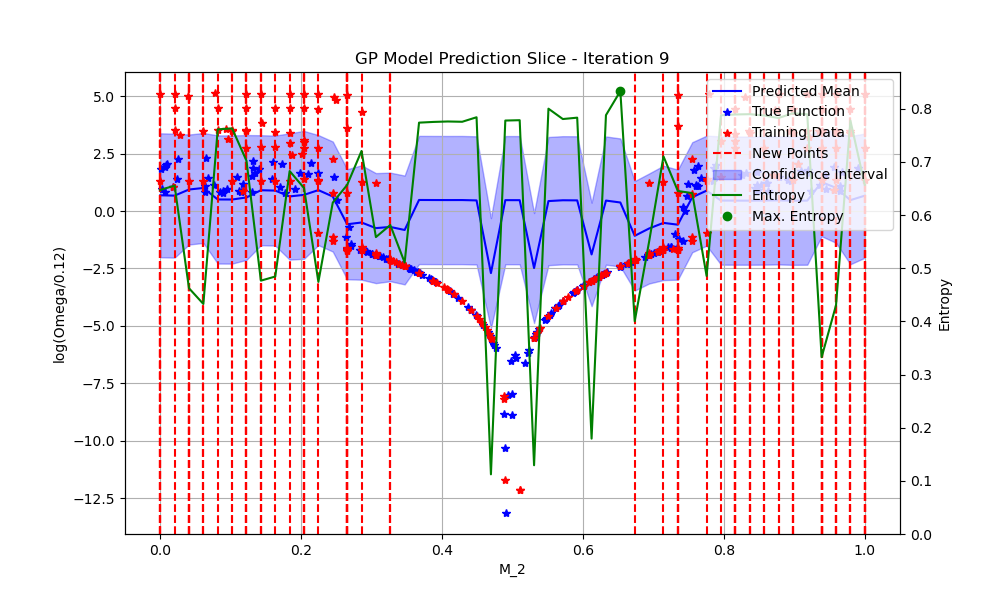 GP Model Prediction Slice - Iteration 9
log(Omega/0.12)
5.0
2.5
0.0
−2.5
−5.0
−7.5
−10.0
−12.5
0.0
0.2
0.4
0.6
0.8
1.0
M_2
0.8
0.7
0.6
0.5
0.4
0.3
0.2
0.1
0.0
Entropy
Predicted Mean
True Function
Training Data
New Points
Confidence Interval
Entropy
Max. Entropy